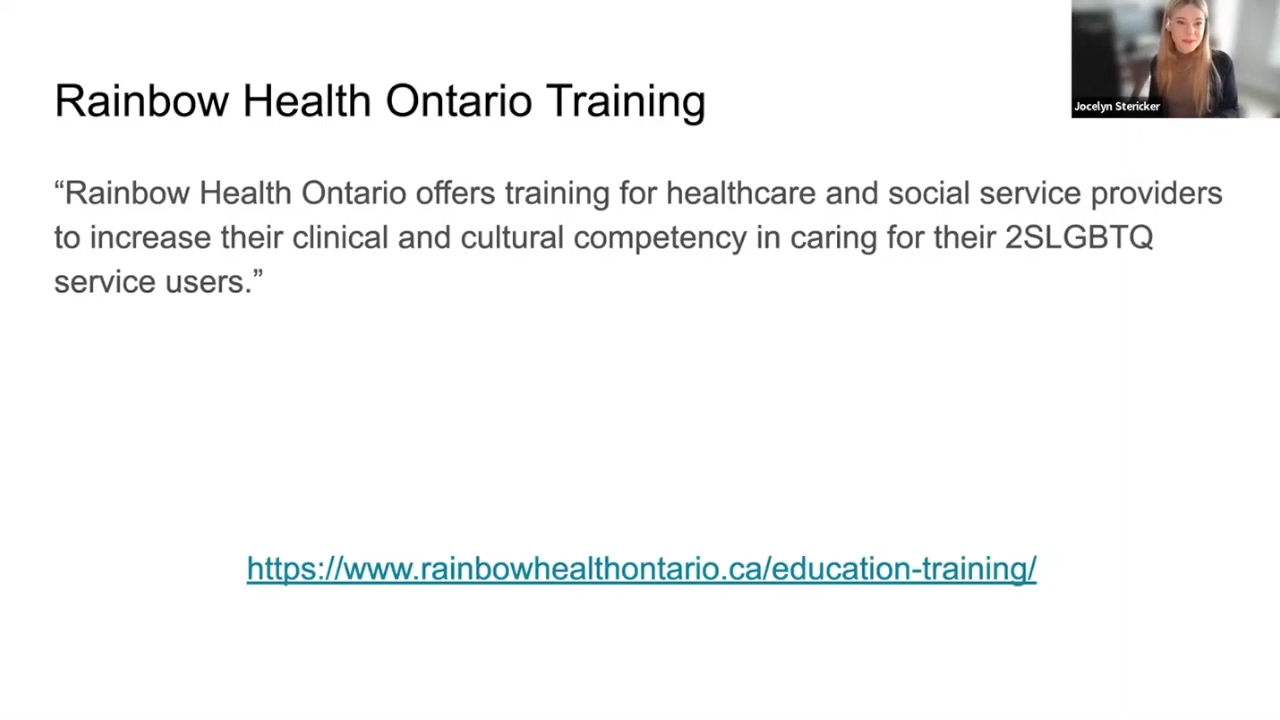 Jocelyn Stericker
Rainbow Health Ontario Training
“Rainbow Health Ontario offers training for healthcare and social service providers
to increase their clinical and cultural competency in caring for their 2SLGBTQ
service users.”
https://www.rainbowhealthontario.ca/education-training/